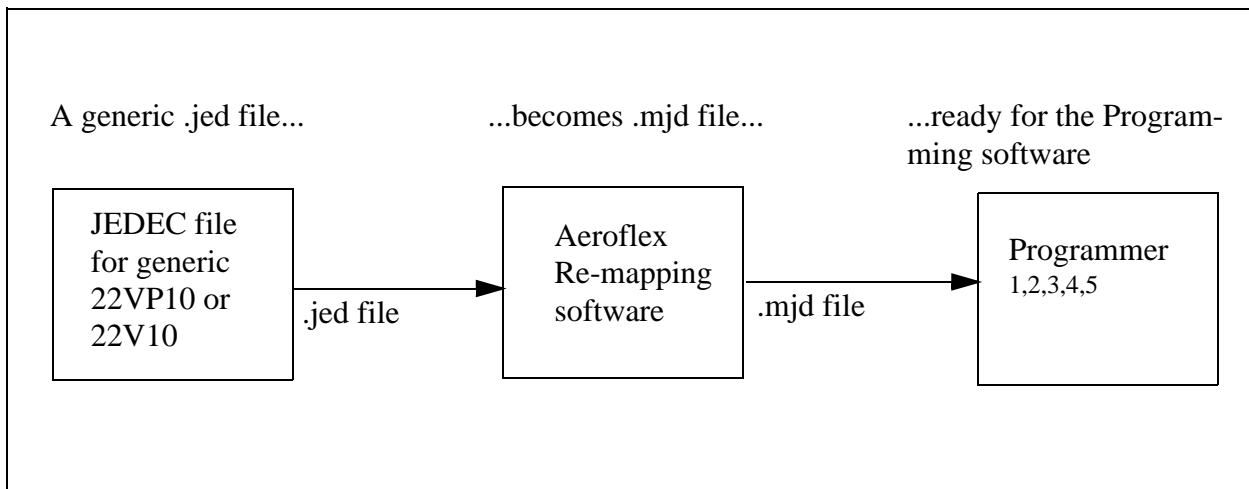 A generic .jed file...
...becomes .mjd file...
...ready for the Program-
ming software
JEDEC file
for generic
22VP10 or
22V10
.jed file
Aeroflex
Re-mapping
software
.mjd file
Programmer
1,2,3,4,5